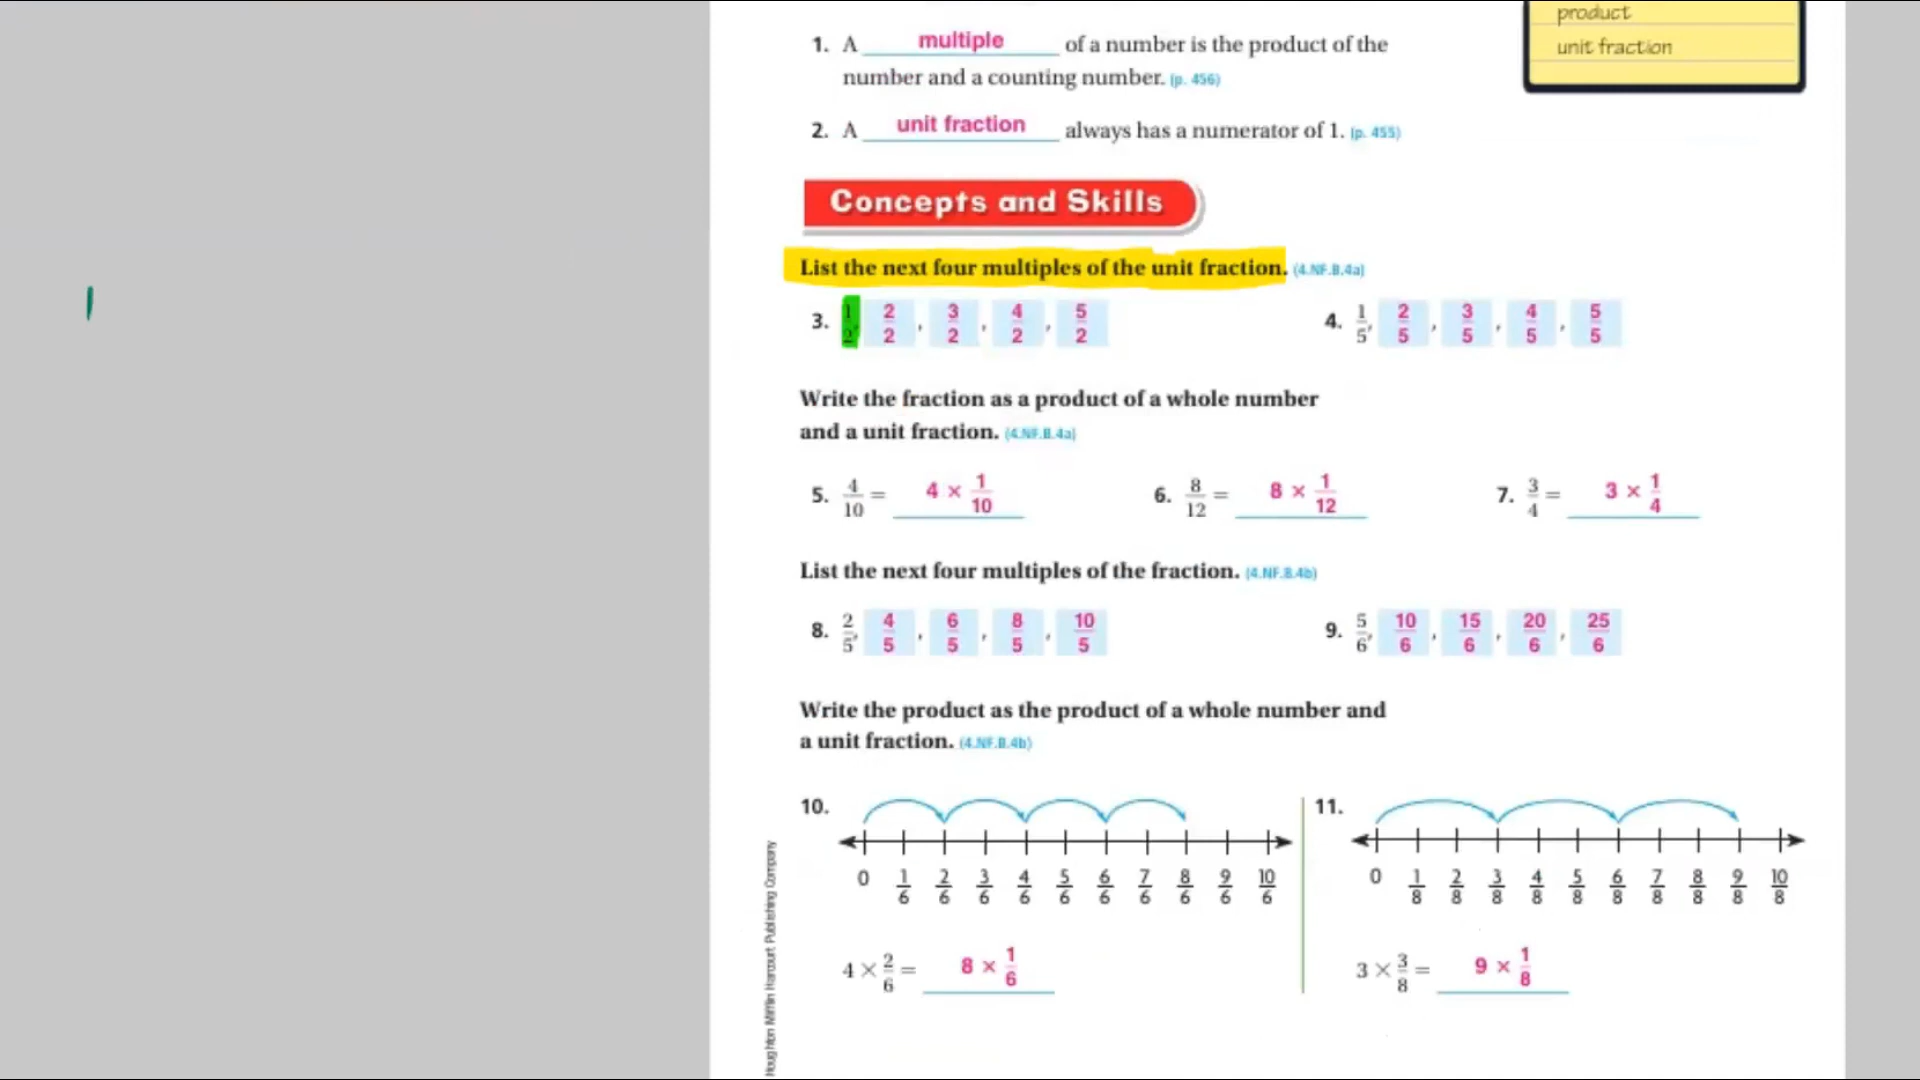 product
unit fraction
1. A multiple of a number is the product of the
number and a counting number. (p. 456)
2. A unit fraction always has a numerator of 1. (p. 455)
Concepts and Skills
List the next four multiples of the unit fraction. (4.NF.B.4a)
3. 1/2, 2/2, 3/2, 4/2, 5/2
4. 1/5, 2/5, 3/5, 4/5, 5/5
Write the fraction as a product of a whole number
and a unit fraction. (4.NF.B.4a)
5. 4/10 = 4 × 1/10
6. 8/12 = 8 × 1/12
7. 3/4 = 3 × 1/4
List the next four multiples of the fraction. (4.NF.B.4b)
8. 2/5, 4/5, 6/5, 8/5, 10/5
9. 5/6, 10/6, 15/6, 20/6, 25/6
Write the product as the product of a whole number and
a unit fraction. (4.NF.B.4b)
10.
0 1/6 2/6 3/6 4/6 5/6 6/6 7/6 8/6 9/6 10/6
4 × 2/6 = 8 × 1/6
11.
0 1/8 2/8 3/8 4/8 5/8 6/8 7/8 8/8 9/8 10/8
3 × 3/8 = 9 × 1/8
Houghton Mifflin Harcourt Publishing Company